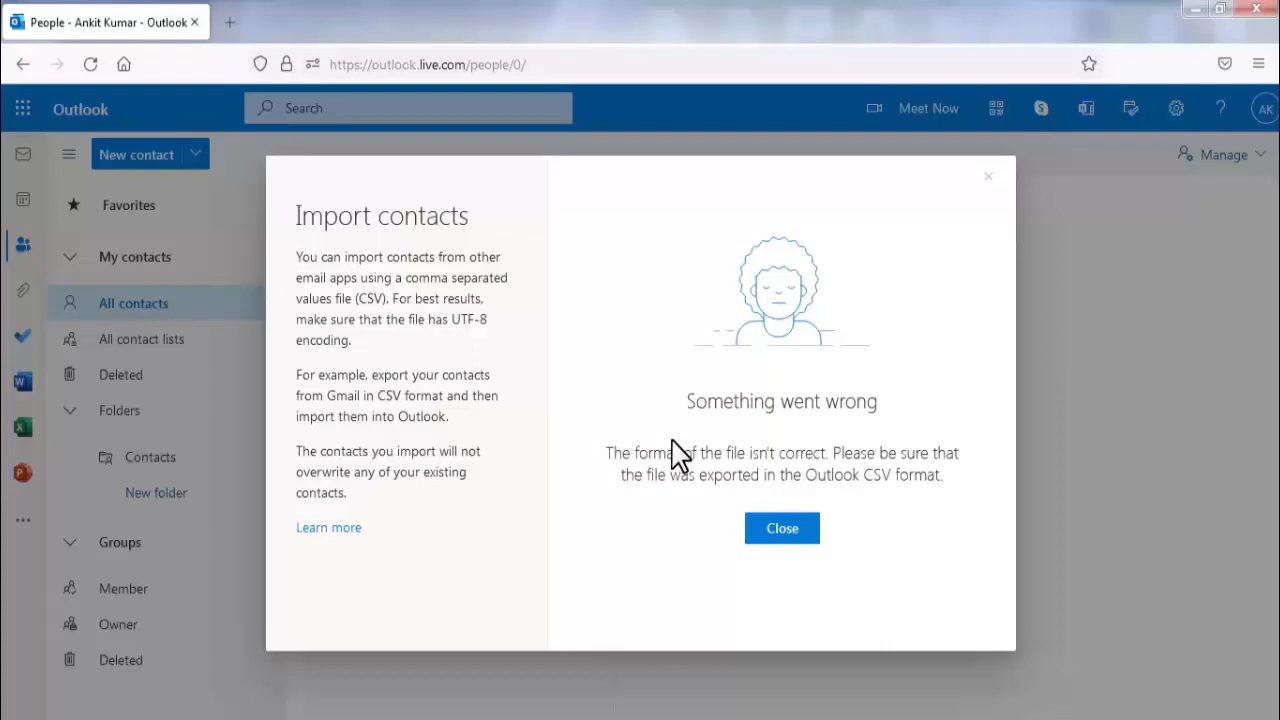 People - Ankit Kumar - Outlook
https://outlook.live.com/people/0/
Outlook
Search
Meet Now
AK
New contact
Manage
Favorites
My contacts
All contacts
All contact lists
Deleted
Folders
Contacts
New folder
Groups
Member
Owner
Deleted
Import contacts
You can import contacts from other
email apps using a comma separated
values file (CSV). For best results,
make sure that the file has UTF-8
encoding.
For example, export your contacts
from Gmail in CSV format and then
import them into Outlook.
The contacts you import will not
overwrite any of your existing
contacts.
Learn more
Something went wrong
The format of the file isn't correct. Please be sure that
the file was exported in the Outlook CSV format.
Close